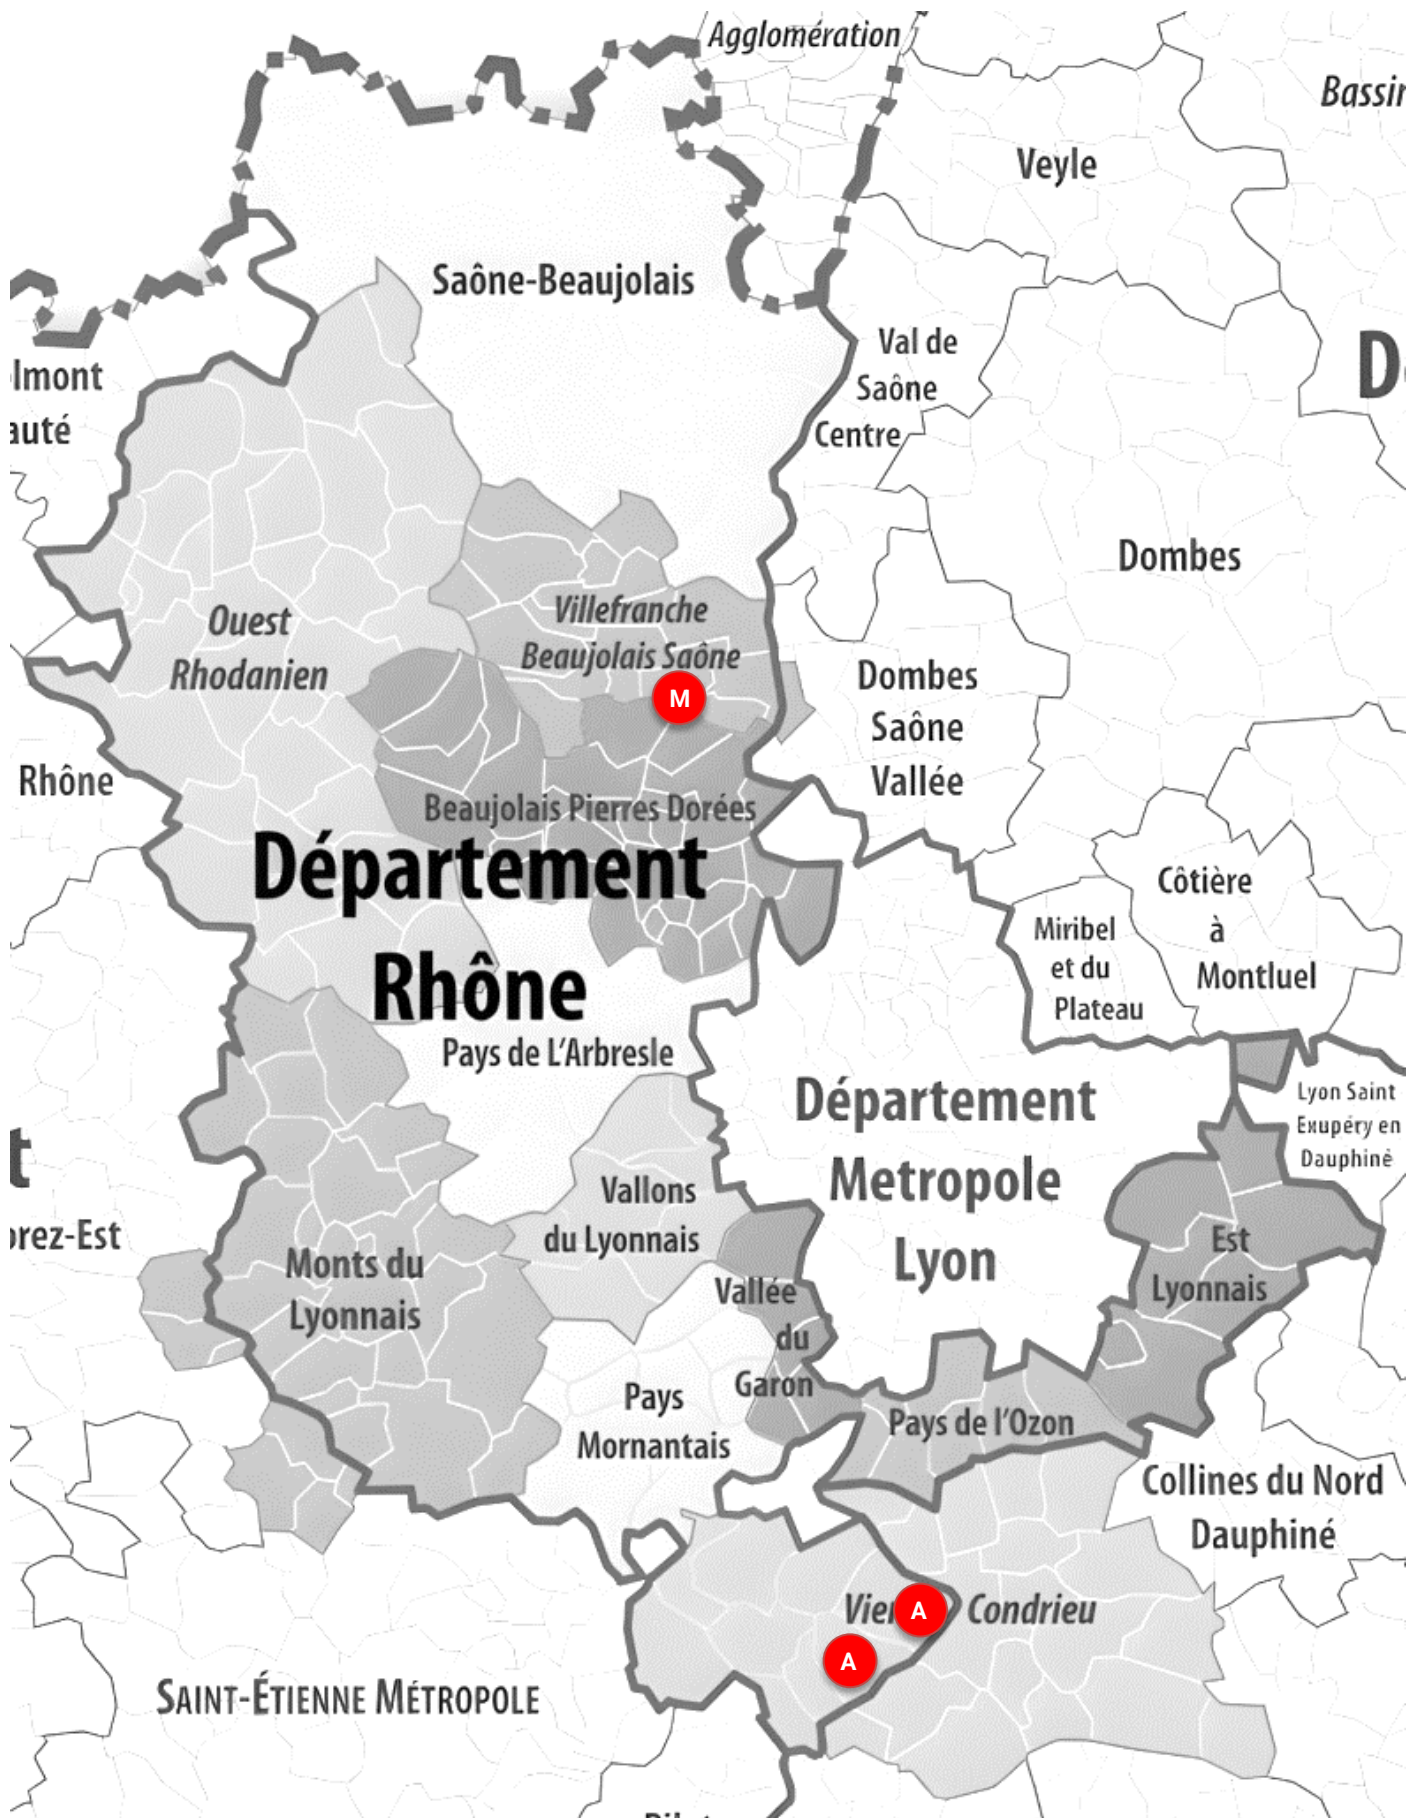 Agglomération
Bassin
Veyle
Saône-Beaujolais
Val de
Saône
Centre
lmont
auté
D
Dombes
Ouest
Rhodanien
Villefranche
Beaujolais Saône
M
Dombes
Saône
Vallée
Rhône
Beaujolais Pierres Dorées
Département
Rhône
Côtière
à
Montluel
Miribel
et du
Plateau
Pays de L'Arbresle
Département
Metropole
Lyon
Lyon Saint
Exupéry en
Dauphiné
t
orez-Est
Vallons
du Lyonnais
Est
Lyonnais
Monts du
Lyonnais
Vallée
du
Garon
Pays
Mornantais
Pays de l'Ozon
Collines du Nord
Dauphiné
Vien A Condrieu
A
SAINT-ÉTIENNE MÉTROPOLE